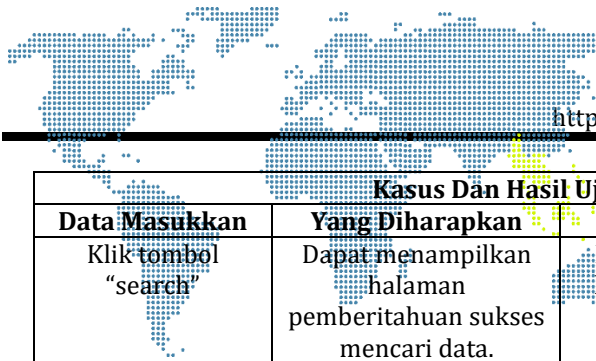 http
Kasus Dan Hasil Uj
Data Masukkan
Yang Diharapkan
Klik tombol
“search”
Dapat menampilkan
halaman
pemberitahuan sukses
mencari data.